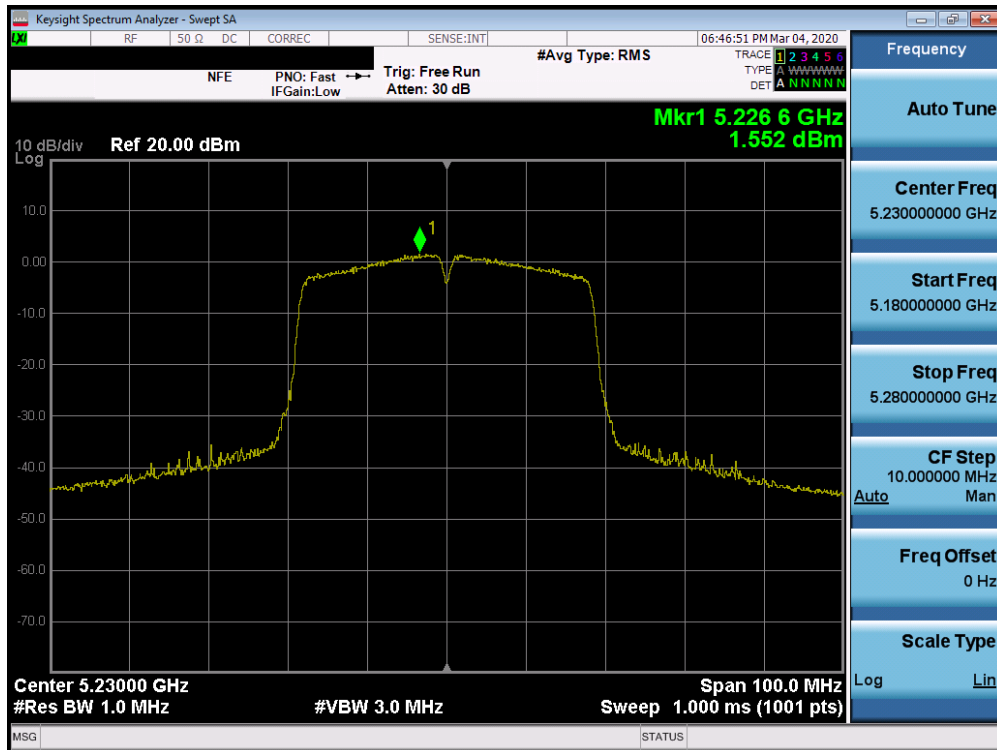 Keysight Spectrum Analyzer - Swept SA
LXI RF 50 Ω DC CORREC SENSE:INT 06:46:51 PM Mar 04, 2020
NFE PNO: Fast Trig: Free Run #Avg Type: RMS TRACE 1 2 3 4 5 6
IFGain:Low Atten: 30 dB TYPE A WWWWW
DET A N N N N N
Mkr1 5.226 6 GHz
1.552 dBm
10 dB/div Ref 20.00 dBm
Log
10.0
1
0.00
-10.0
-20.0
-30.0
-40.0
-50.0
-60.0
-70.0
Center 5.23000 GHz Span 100.0 MHz
#Res BW 1.0 MHz #VBW 3.0 MHz Sweep 1.000 ms (1001 pts)
MSG STATUS
Frequency
Auto Tune
Center Freq
5.230000000 GHz
Start Freq
5.180000000 GHz
Stop Freq
5.280000000 GHz
CF Step
10.000000 MHz
Auto Man
Freq Offset
0 Hz
Scale Type
Log Lin